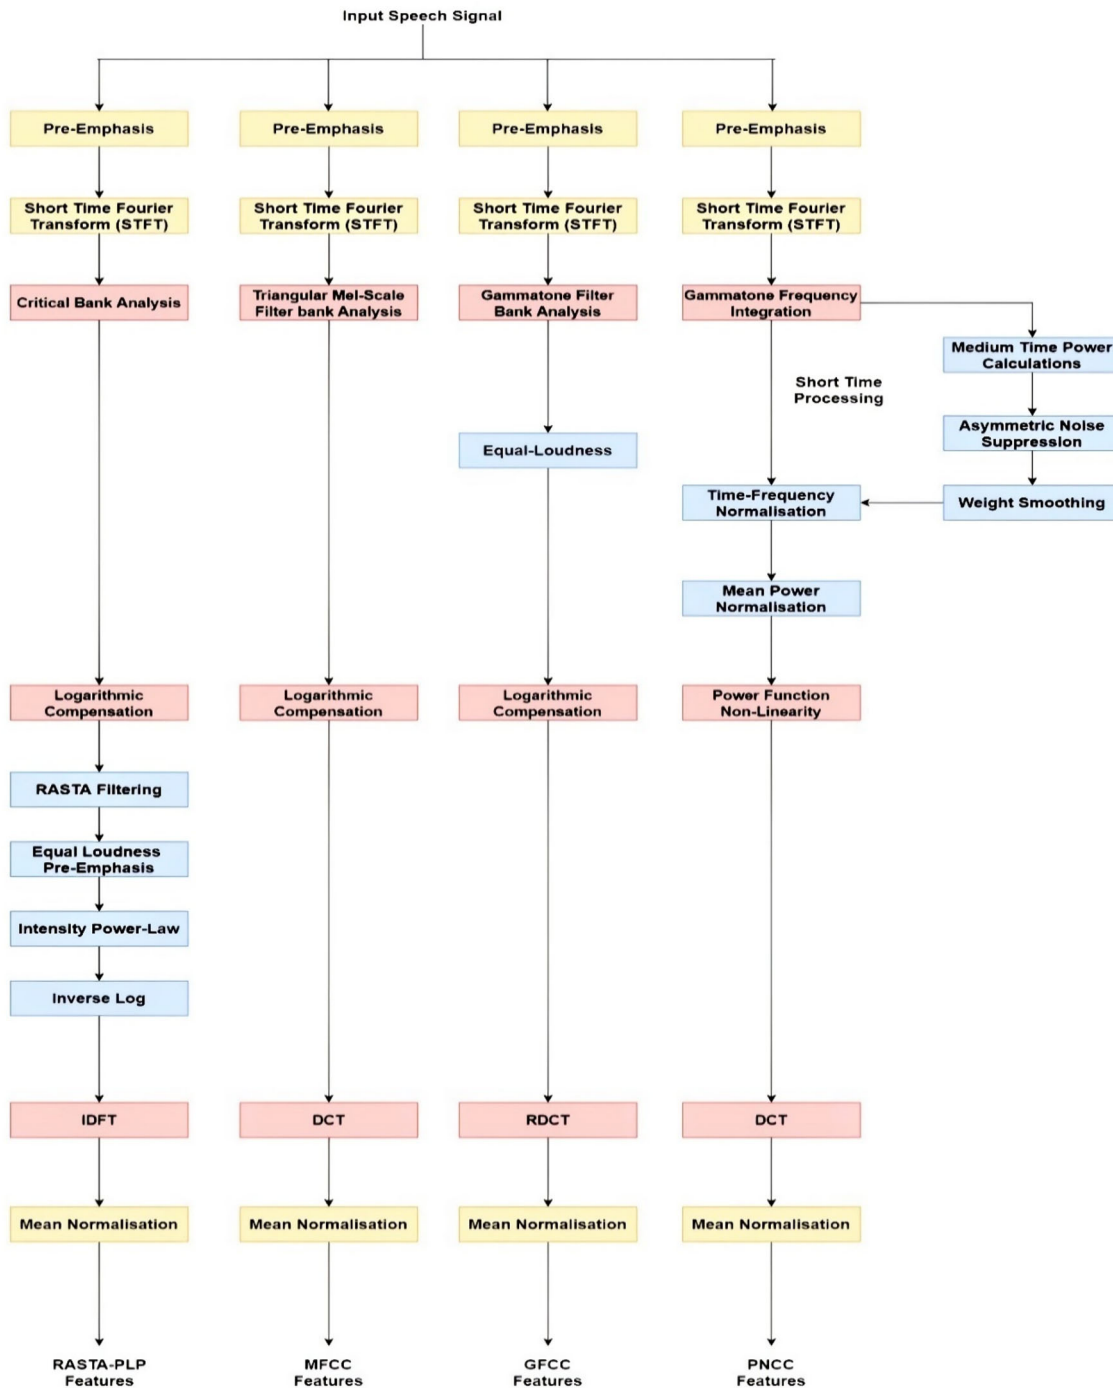 Input Speech Signal
Pre-Emphasis
Pre-Emphasis
Pre-Emphasis
Pre-Emphasis
Short Time Fourier
Transform (STFT)
Short Time Fourier
Transform (STFT)
Short Time Fourier
Transform (STFT)
Short Time Fourier
Transform (STFT)
Critical Bank Analysis
Triangular Mel-Scale
Filter bank Analysis
Gammatone Filter
Bank Analysis
Gammatone Frequency
Integration
Medium Time Power
Calculations
Short Time
Processing
Asymmetric Noise
Suppression
Equal-Loudness
Time-Frequency
Normalisation
Weight Smoothing
Mean Power
Normalisation
Logarithmic
Compensation
Logarithmic
Compensation
Logarithmic
Compensation
Power Function
Non-Linearity
RASTA Filtering
Equal Loudness
Pre-Emphasis
Intensity Power-Law
Inverse Log
IDFT
DCT
RDCT
DCT
Mean Normalisation
Mean Normalisation
Mean Normalisation
Mean Normalisation
RASTA-PLP
Features
MFCC
Features
GFCC
Features
PNCC
Features